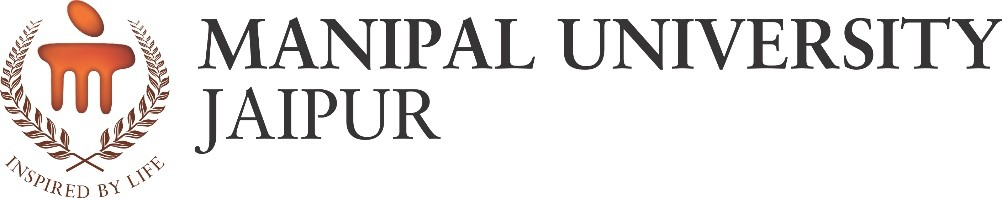 MANIPAL UNIVERSITY
JAIPUR
INSPIRED BY LIFE